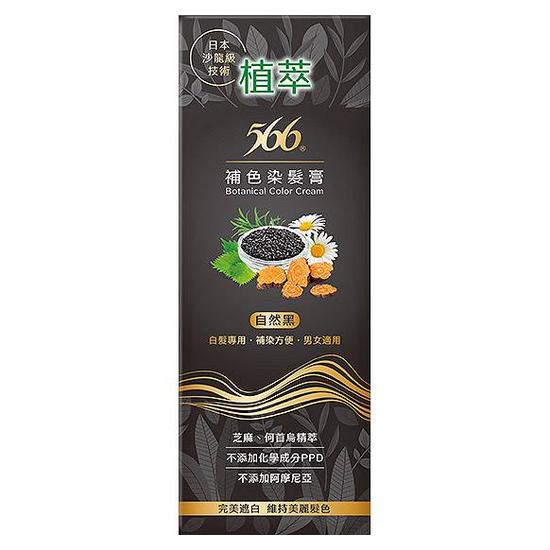 日本
沙龍級
技術
植萃
566®
補色染髮膏
Botanical Color Cream
自然黑
白髮專用・補染方便・男女適用
芝麻、何首烏精萃
不添加化學成分PPD
不添加阿摩尼亞
完美遮白 維持美麗髮色